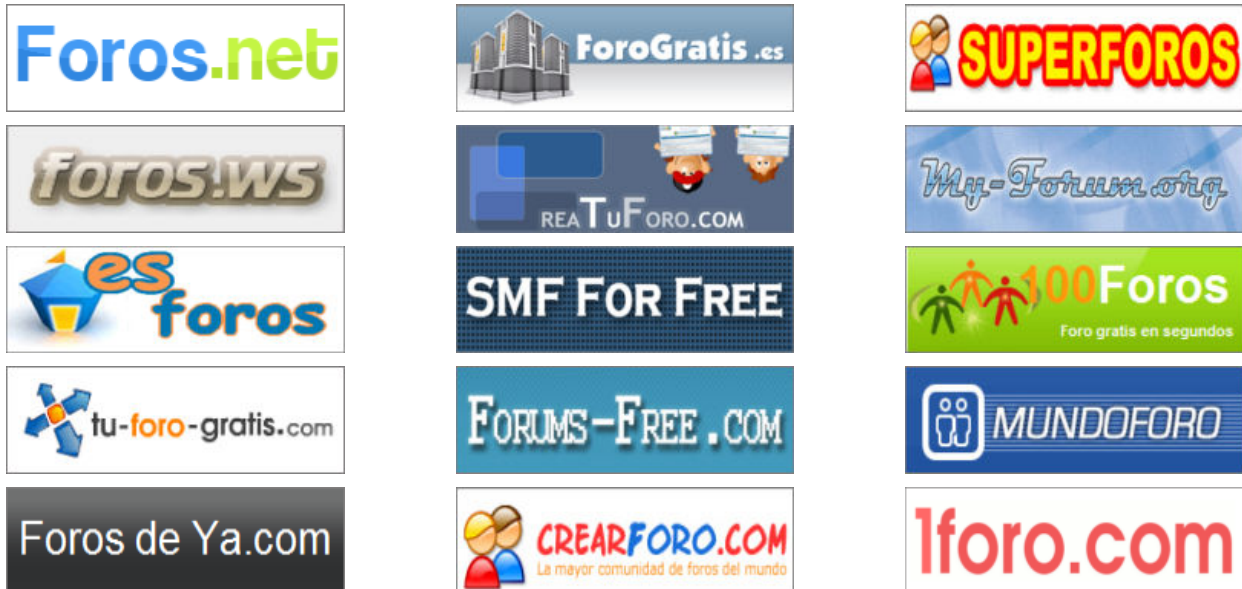 Foros.net
ForoGratis.es
SUPERFOROS
foros.ws
REATUFORO.COM
My-Forum.org
es
foros
SMF FOR FREE
100Foros
Foro gratis en segundos
tu-foro-gratis.com
FORUMS-FREE.COM
MUNDOFORO
Foros de Ya.com
CREARFORO.COM
La mayor comunidad de foros del mundo
1foro.com